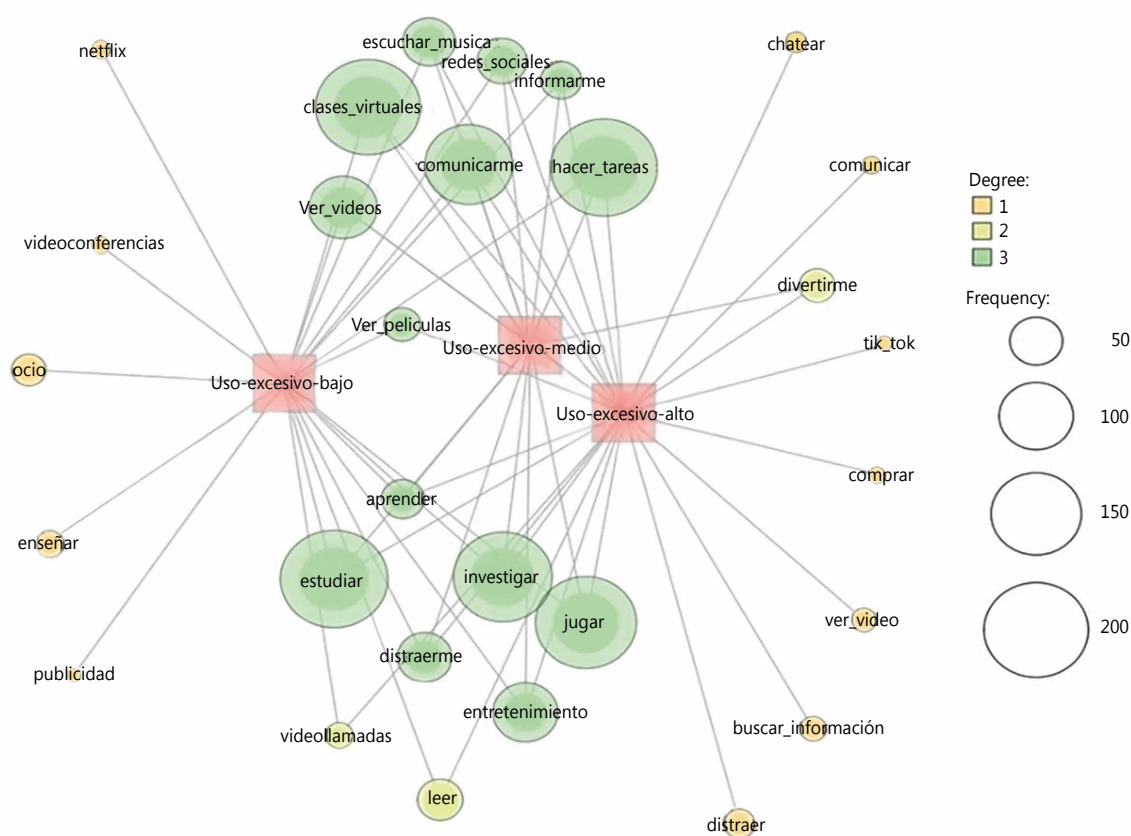 escuchar_musica
chatear
netflix
redes_sociales
informarme
clases_virtuales
comunicarme
hacer_tareas
comunicar
Degree:
1
2
3
Ver_videos
videoconferencias
divertirme
Frequency:
50
Ver_peliculas
Uso-excesivo-medio
tik_tok
ocio
Uso-excesivo-bajo
Uso-excesivo-alto
100
comprar
aprender
150
enseñar
estudiar
investigar
jugar
ver_video
200
distraerme
publicidad
entretenimiento
videollamadas
buscar_información
leer
distraer